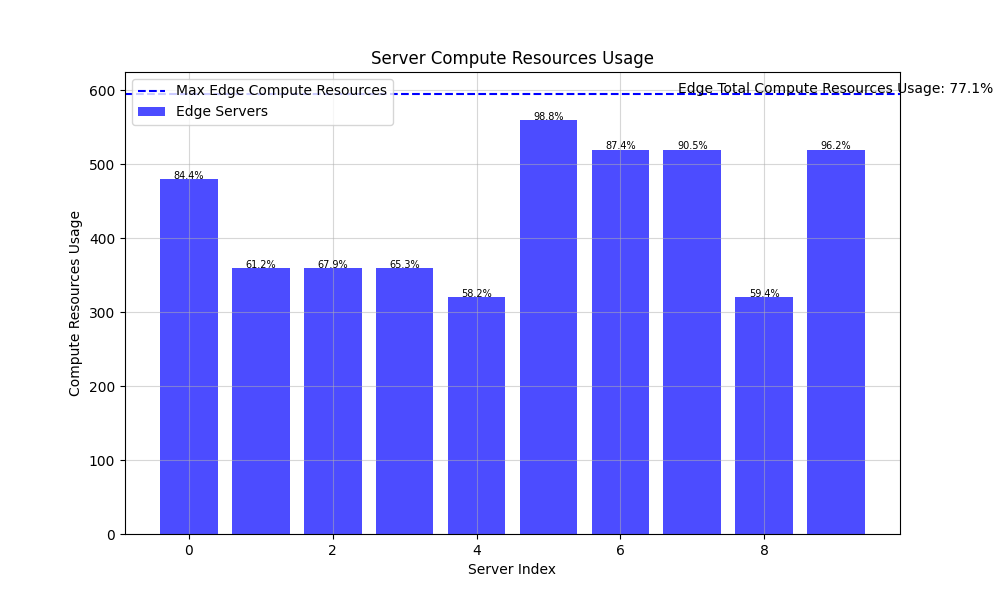 Server Compute Resources Usage
Max Edge Compute Resources
Edge Servers
Edge Total Compute Resources Usage: 77.1%
84.4%
61.2%
67.9%
65.3%
58.2%
98.8%
87.4%
90.5%
59.4%
96.2%
Compute Resources Usage
600
500
400
300
200
100
0
0 2 4 6 8
Server Index